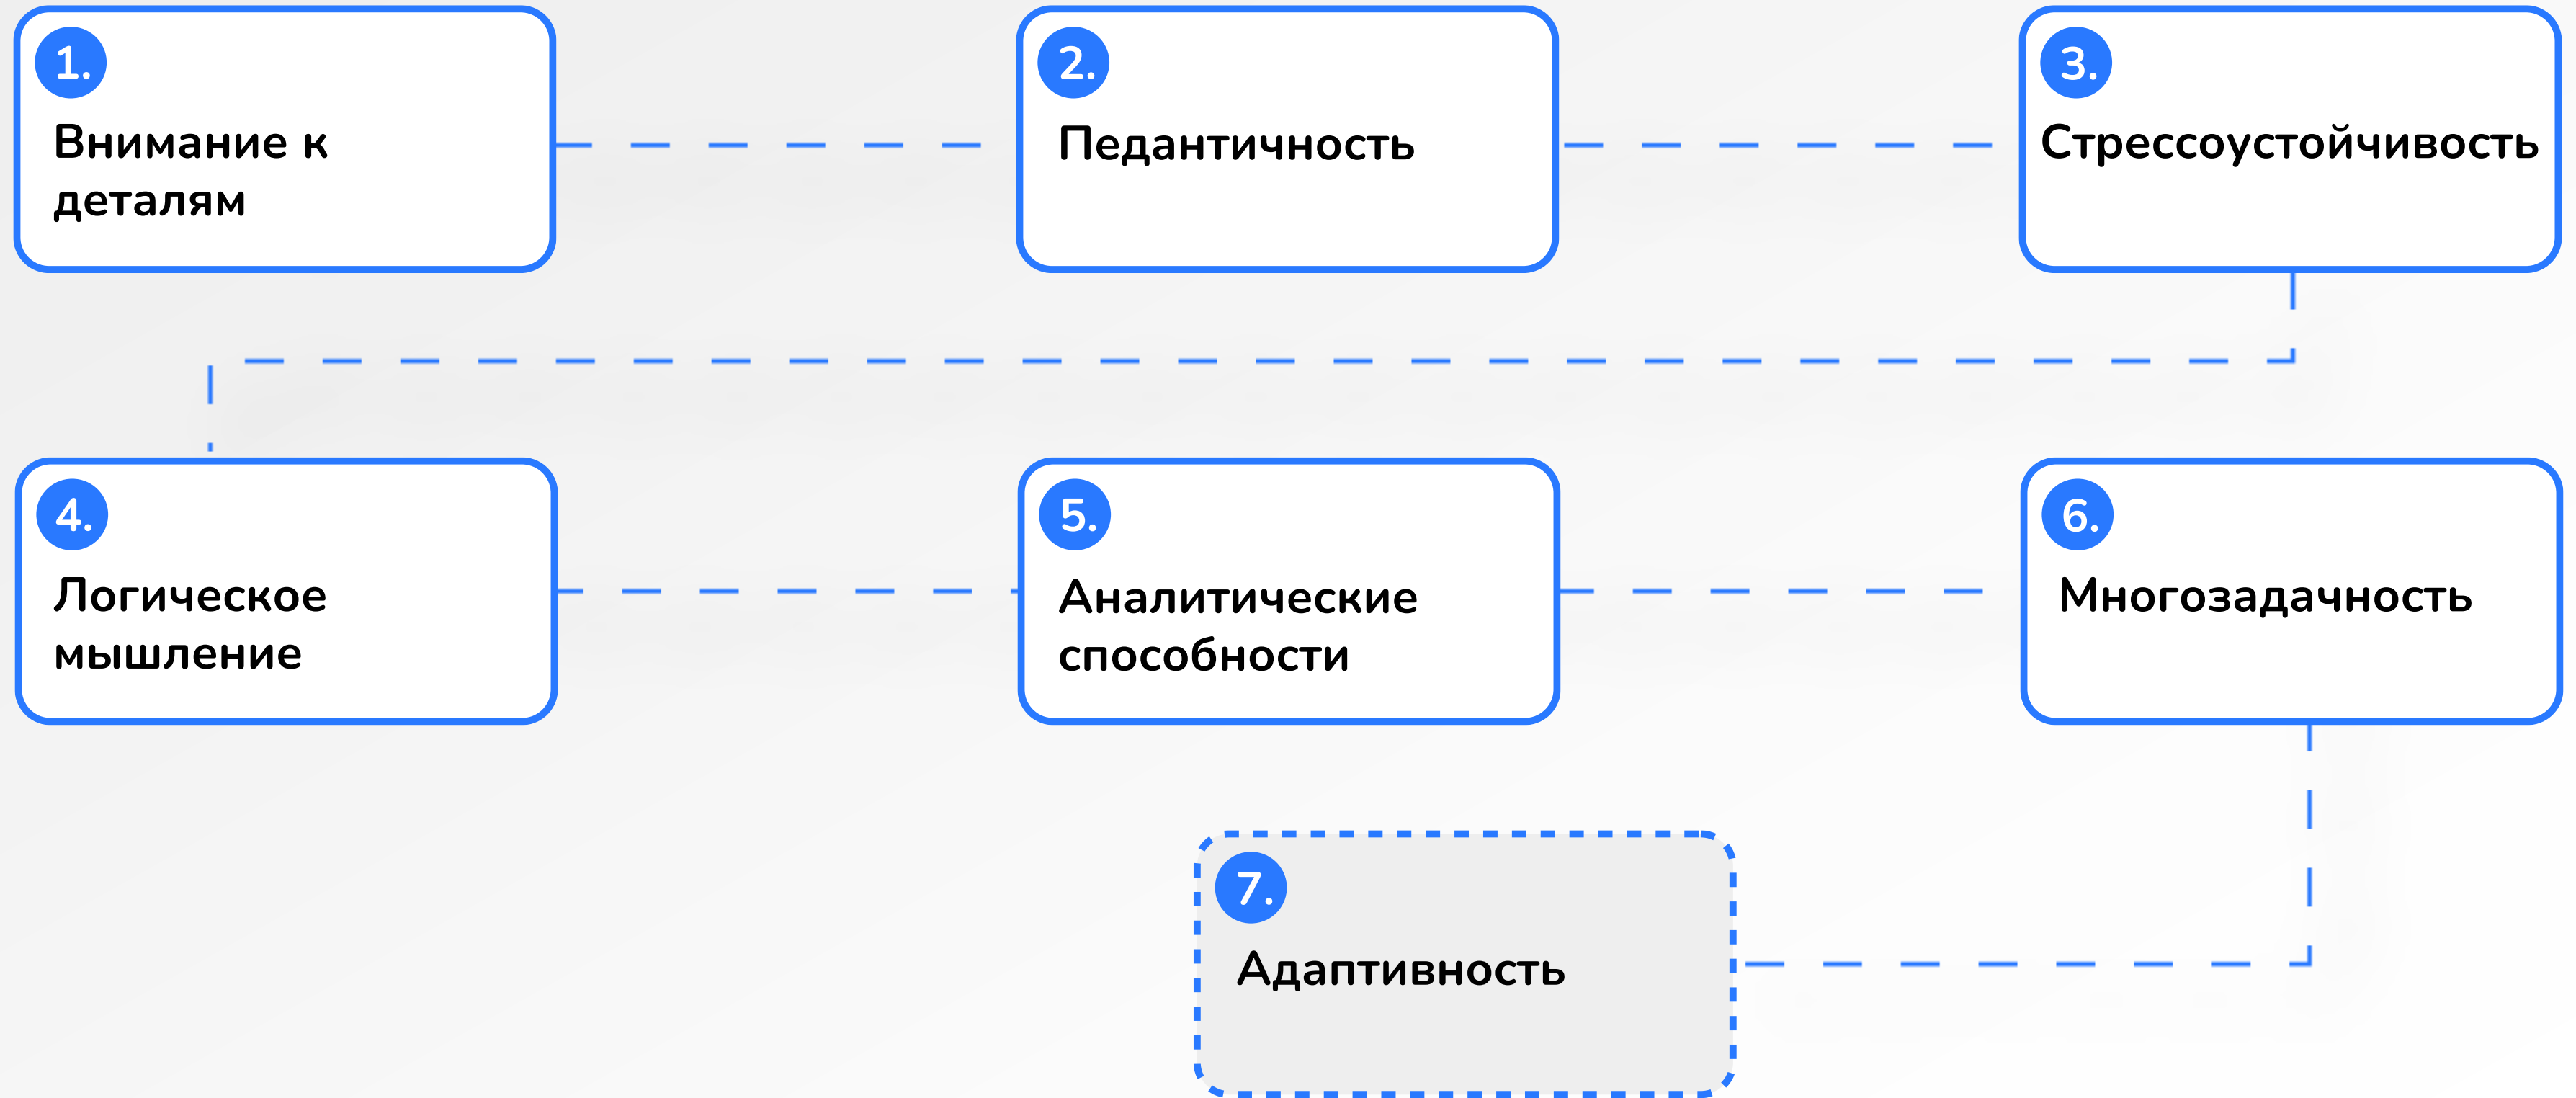 1.
Внимание к
деталям
2.
Педантичность
3.
Стрессоустойчивость
4.
Логическое
мышление
5.
Аналитические
способности
6.
Многозадачность
7.
Адаптивность